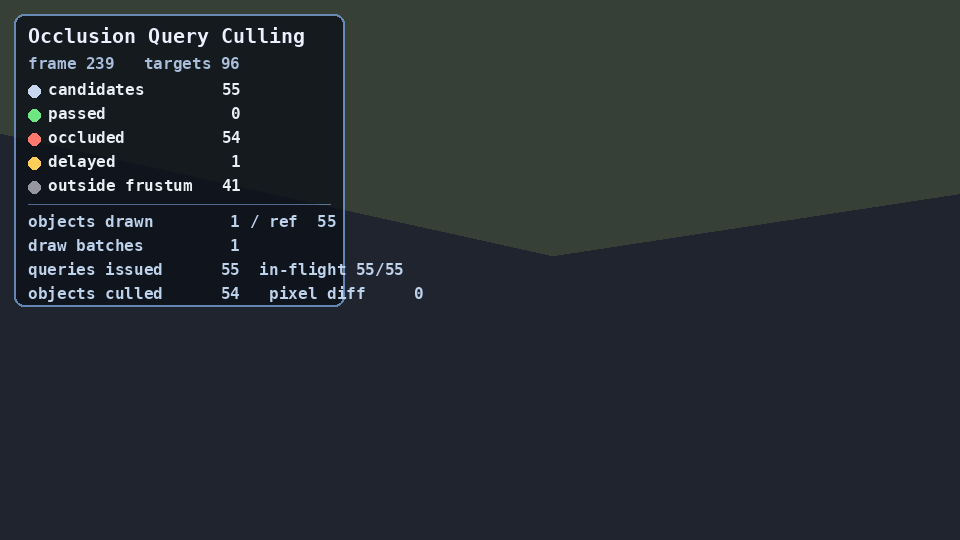 Occlusion Query Culling
frame 239 targets 96
candidates 55
passed 0
occluded 54
delayed 1
outside frustum 41
objects drawn 1 / ref 55
draw batches 1
queries issued 55 in-flight 55/55
objects culled 54 pixel diff 0